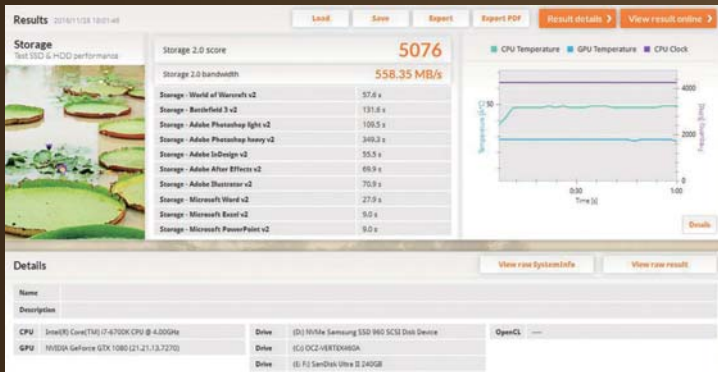 Results 2016/11/28 18:01:46
Load Save Export Export PDF Result details View result online
Storage
Test SSD & HDD performance
Storage 2.0 score 5076
Storage 2.0 bandwidth 558.35 MB/s
Storage - World of Warcraft v2 57.6 s
Storage - Battlefield 3 v2 131.6 s
Storage - Adobe Photoshop light v2 109.5 s
Storage - Adobe Photoshop heavy v2 349.2 s
Storage - Adobe InDesign v2 55.5 s
Storage - Adobe After Effects v2 69.9 s
Storage - Adobe Illustrator v2 70.9 s
Storage - Microsoft Word v2 27.9 s
Storage - Microsoft Excel v2 9.0 s
Storage - Microsoft PowerPoint v2 9.0 s
CPU Temperature GPU Temperature CPU Clock
Temperature [Â°C]
50
4000
2000
0
Frequency [MHz]
0:30 1:00
Time [s]
Details
Details
View raw SystemInfo View raw result
Name
Description
CPU Intel(R) Core(TM) i7-6700K CPU @ 4.00GHz Drive (D:) NVMe Samsung SSD 960 SCSI Disk Device OpenCL ----
GPU NVIDIA GeForce GTX 1080 (21.21.13.7270) Drive (C:) OCZ-VERTEX460A
Drive (E: F:) SanDisk Ultra II 240GB